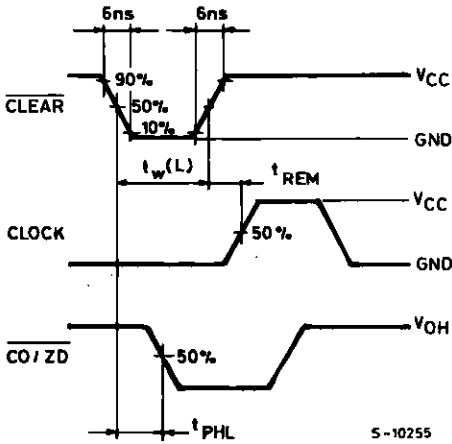 6ns 6ns
90% VCC
CLEAR 50%
10% GND
tw(L) tREM
VCC
CLOCK 50%
GND
VOH
CO/ZD 50%
tPHL S-10255